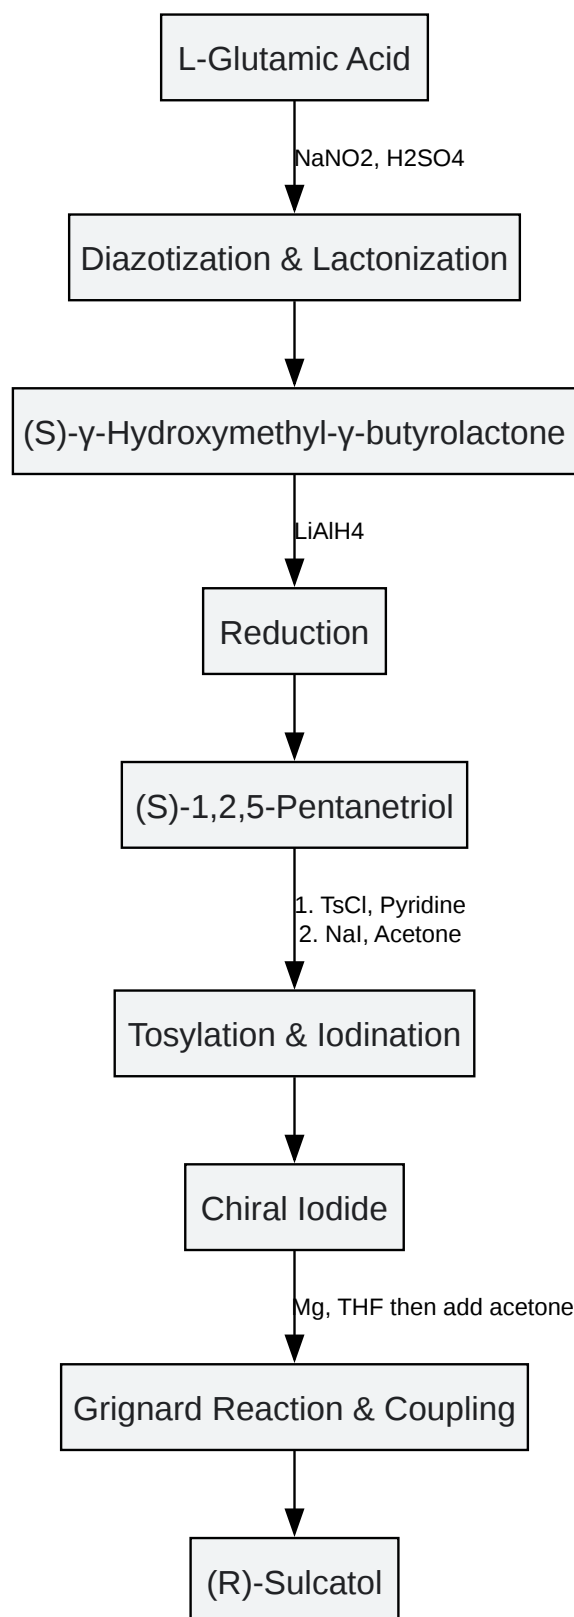 L-Glutamic Acid
NaNO2, H2SO4
Diazotization & Lactonization
(S)-γ-Hydroxymethyl-γ-butyrolactone
LiAlH4
Reduction
(S)-1,2,5-Pentanetriol
1. TsCl, Pyridine
2. NaI, Acetone
Tosylation & Iodination
Chiral Iodide
Mg, THF then add acetone
Grignard Reaction & Coupling
(R)-Sulcatol